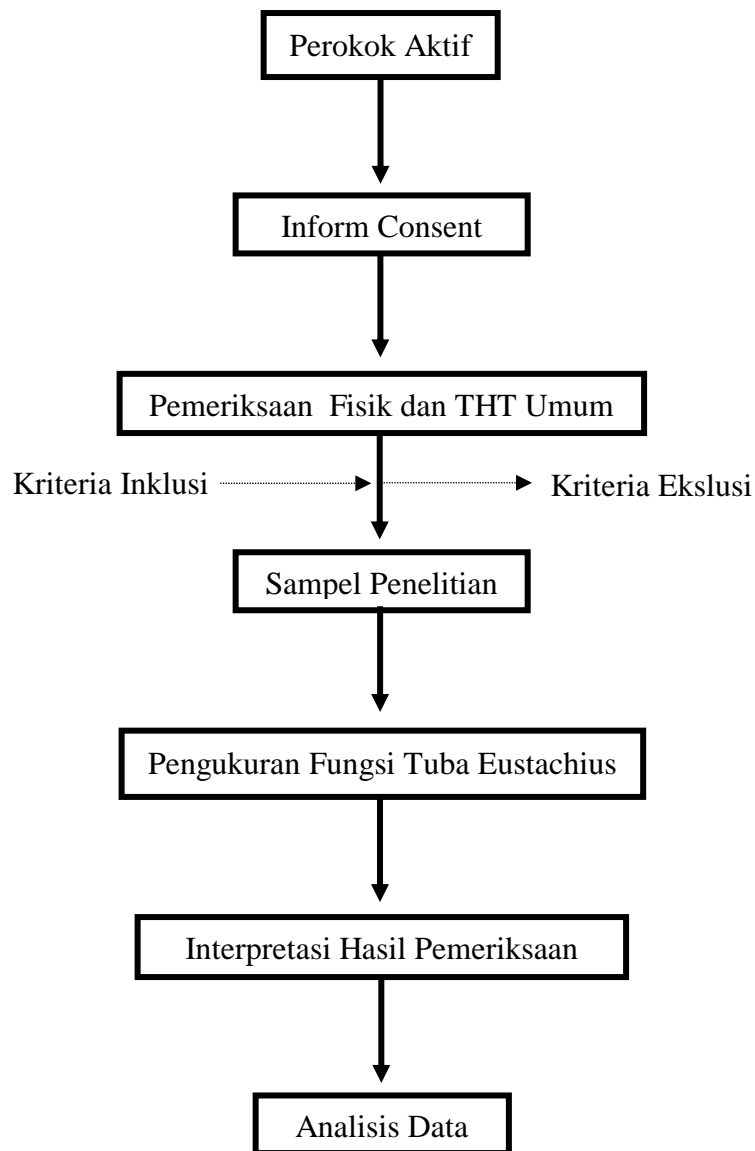 Perokok Aktif
Inform Consent
Pemeriksaan Fisik dan THT Umum
Kriteria Inklusi
Kriteria Ekslusi
Sampel Penelitian
Pengukuran Fungsi Tuba Eustachius
Interpretasi Hasil Pemeriksaan
Analisis Data